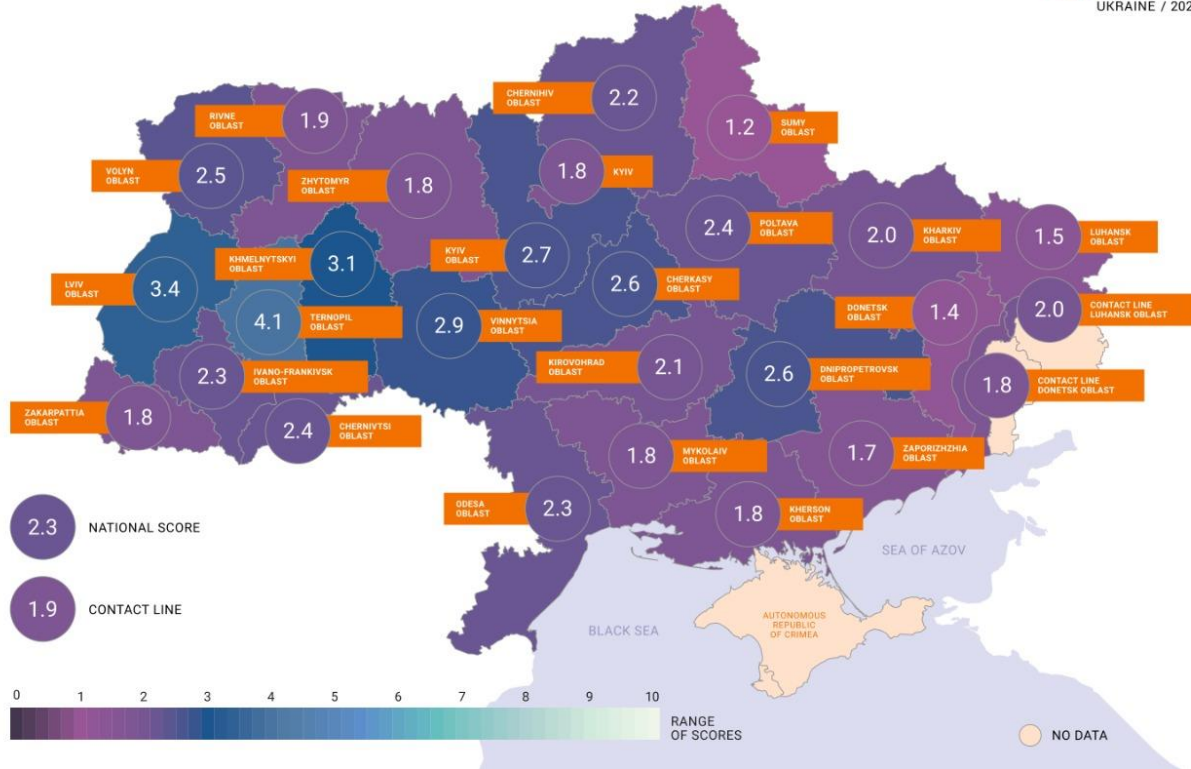 UKRAINE / 202
CHERNIHIV
OBLAST
2.2
RIVNE
OBLAST
1.9
1.2
SUMY
OBLAST
VOLYN
OBLAST
2.5
ZHYTOMYR
OBLAST
1.8
1.8
KYIV
2.4
POLTAVA
OBLAST
2.0
KHARKIV
OBLAST
1.5
LUHANSK
OBLAST
KHMELNYTSKYI
OBLAST
3.1
KYIV
OBLAST
2.7
2.6
CHERKASY
OBLAST
LVIV
OBLAST
3.4
4.1
TERNOPIL
OBLAST
2.9
VINNYTSIA
OBLAST
DONETSK
OBLAST
1.4
2.0
CONTACT LINE
LUHANSK OBLAST
2.3
IVANO-FRANKIVSK
OBLAST
KIROVOHRAD
OBLAST
2.1
2.6
DNIPROPETROVSK
OBLAST
1.8
CONTACT LINE
DONETSK OBLAST
ZAKARPATTIA
OBLAST
1.8
2.4
CHERNIVTSI
OBLAST
1.8
MYKOLAIV
OBLAST
1.7
ZAPORIZHZHIA
OBLAST
ODESA
OBLAST
2.3
1.8
KHERSON
OBLAST
2.3
NATIONAL SCORE
SEA OF AZOV
1.9
CONTACT LINE
BLACK SEA
AUTONOMOUS
REPUBLIC
OF CRIMEA
0 1 2 3 4 5 6 7 8 9 10
RANGE
OF SCORES
NO DATA